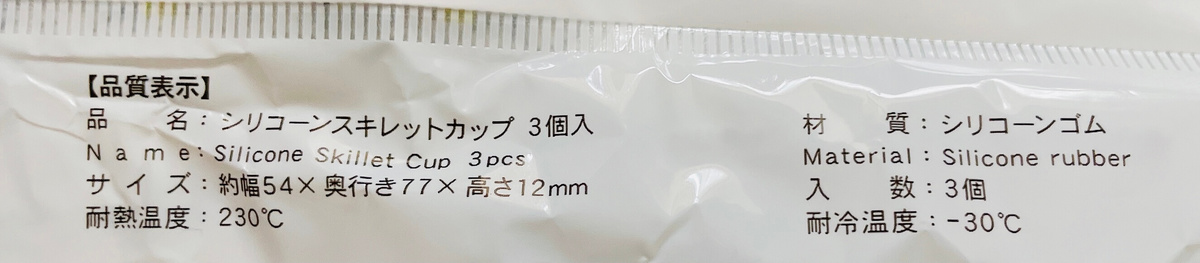 【品質表示】
品　　名：シリコーンスキレットカップ 3個入
Name：Silicone Skillet Cup 3pcs
サイズ：約幅54×奥行き77×高さ12mm
耐熱温度：230℃
材　　質：シリコーンゴム
Material：Silicone rubber
入　　数：3個
耐冷温度：-30℃